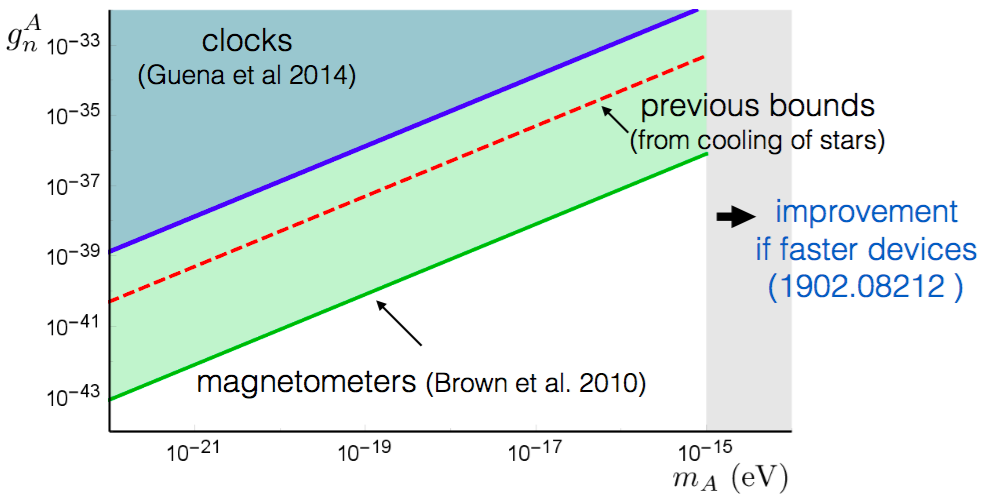 g_n^A
10^{-33}
clocks
(Guena et al 2014)
10^{-35}
previous bounds
(from cooling of stars)
10^{-37}
improvement
if faster devices
(1902.08212 )
10^{-39}
10^{-41}
magnetometers (Brown et al. 2010)
10^{-43}
10^{-21} 10^{-19} 10^{-17} 10^{-15}
m_A (eV)